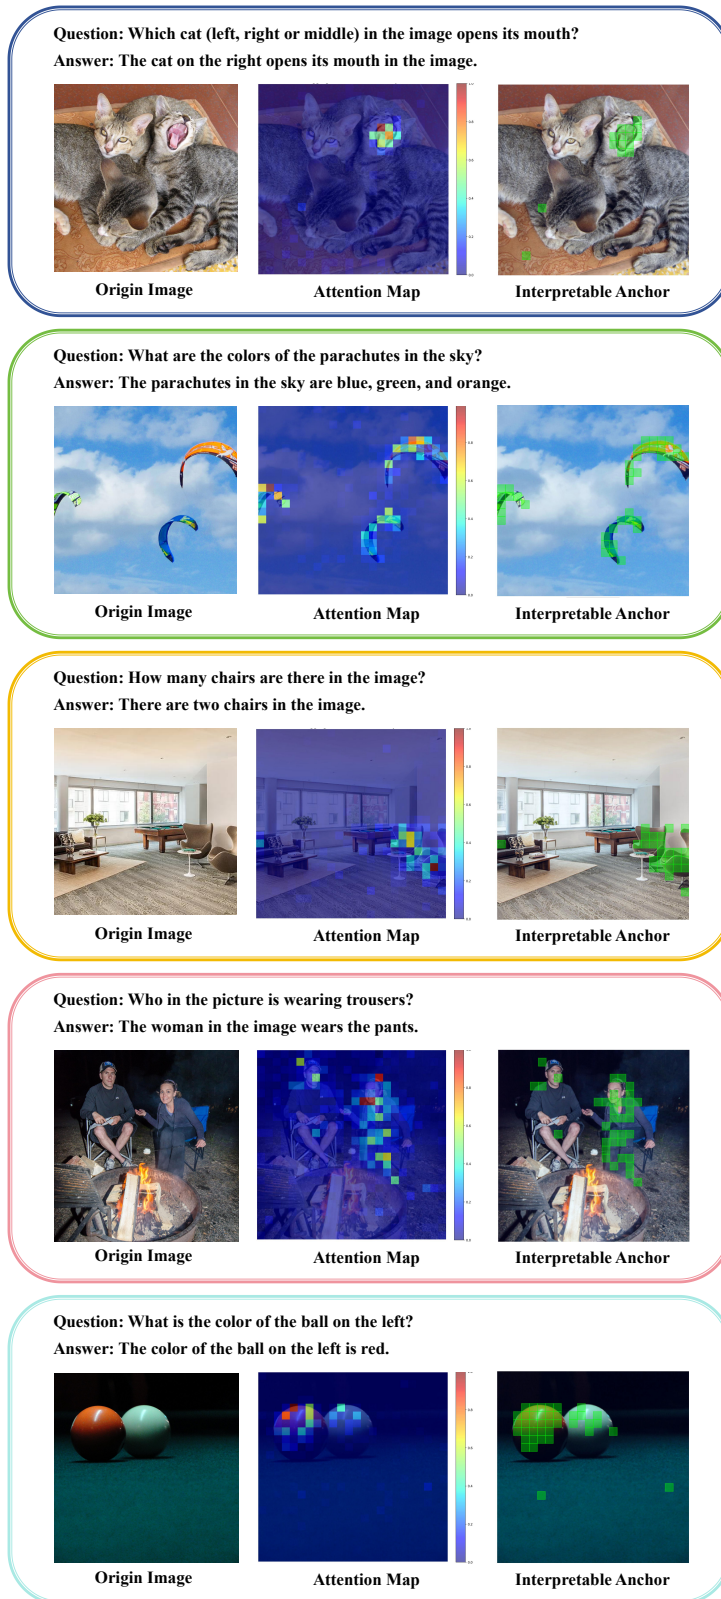 Question: Which cat (left, right or middle) in the image opens its mouth?
Answer: The cat on the right opens its mouth in the image.
Origin Image
Attention Map
Interpretable Anchor
Question: What are the colors of the parachutes in the sky?
Answer: The parachutes in the sky are blue, green, and orange.
Origin Image
Attention Map
Interpretable Anchor
Question: How many chairs are there in the image?
Answer: There are two chairs in the image.
Origin Image
Attention Map
Interpretable Anchor
Question: Who in the picture is wearing trousers?
Answer: The woman in the image wears the pants.
Origin Image
Attention Map
Interpretable Anchor
Question: What is the color of the ball on the left?
Answer: The color of the ball on the left is red.
Origin Image
Attention Map
Interpretable Anchor